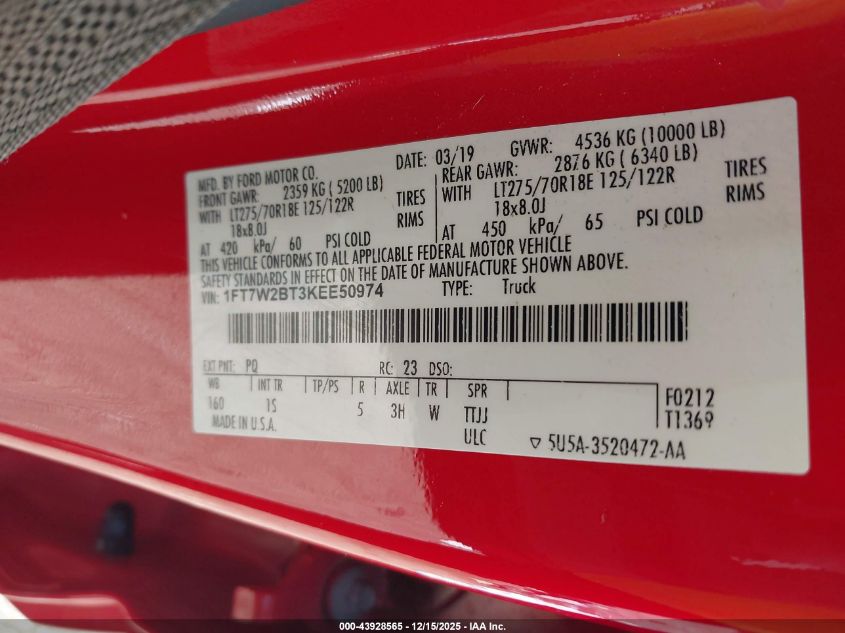 MFD. BY FORD MOTOR CO.
DATE: 03/19 GVWR: 4536 KG (10000 LB)
FRONT GAWR: 2359 KG ( 5200 LB)
REAR GAWR: 2876 KG ( 6340 LB)
WITH LT275/70R18E 125/122R TIRES
WITH LT275/70R18E 125/122R TIRES
18x8.0J RIMS
18x8.0J RIMS
AT 420 kPa/ 60 PSI COLD
AT 450 kPa/ 65 PSI COLD
THIS VEHICLE CONFORMS TO ALL APPLICABLE FEDERAL MOTOR VEHICLE
SAFETY STANDARDS IN EFFECT ON THE DATE OF MANUFACTURE SHOWN ABOVE.
VIN: 1FT7W2BT3KEE50974 TYPE: Truck
EXT PNT: PQ RC: 23 DSO:
WB INT TR TP/PS R AXLE TR SPR
160 1S 5 3H W TTJJ
MADE IN U.S.A. ULC
F0212
T1369
5U5A-3520472-AA
000-43928565 - 12/15/2025 - IAA Inc.